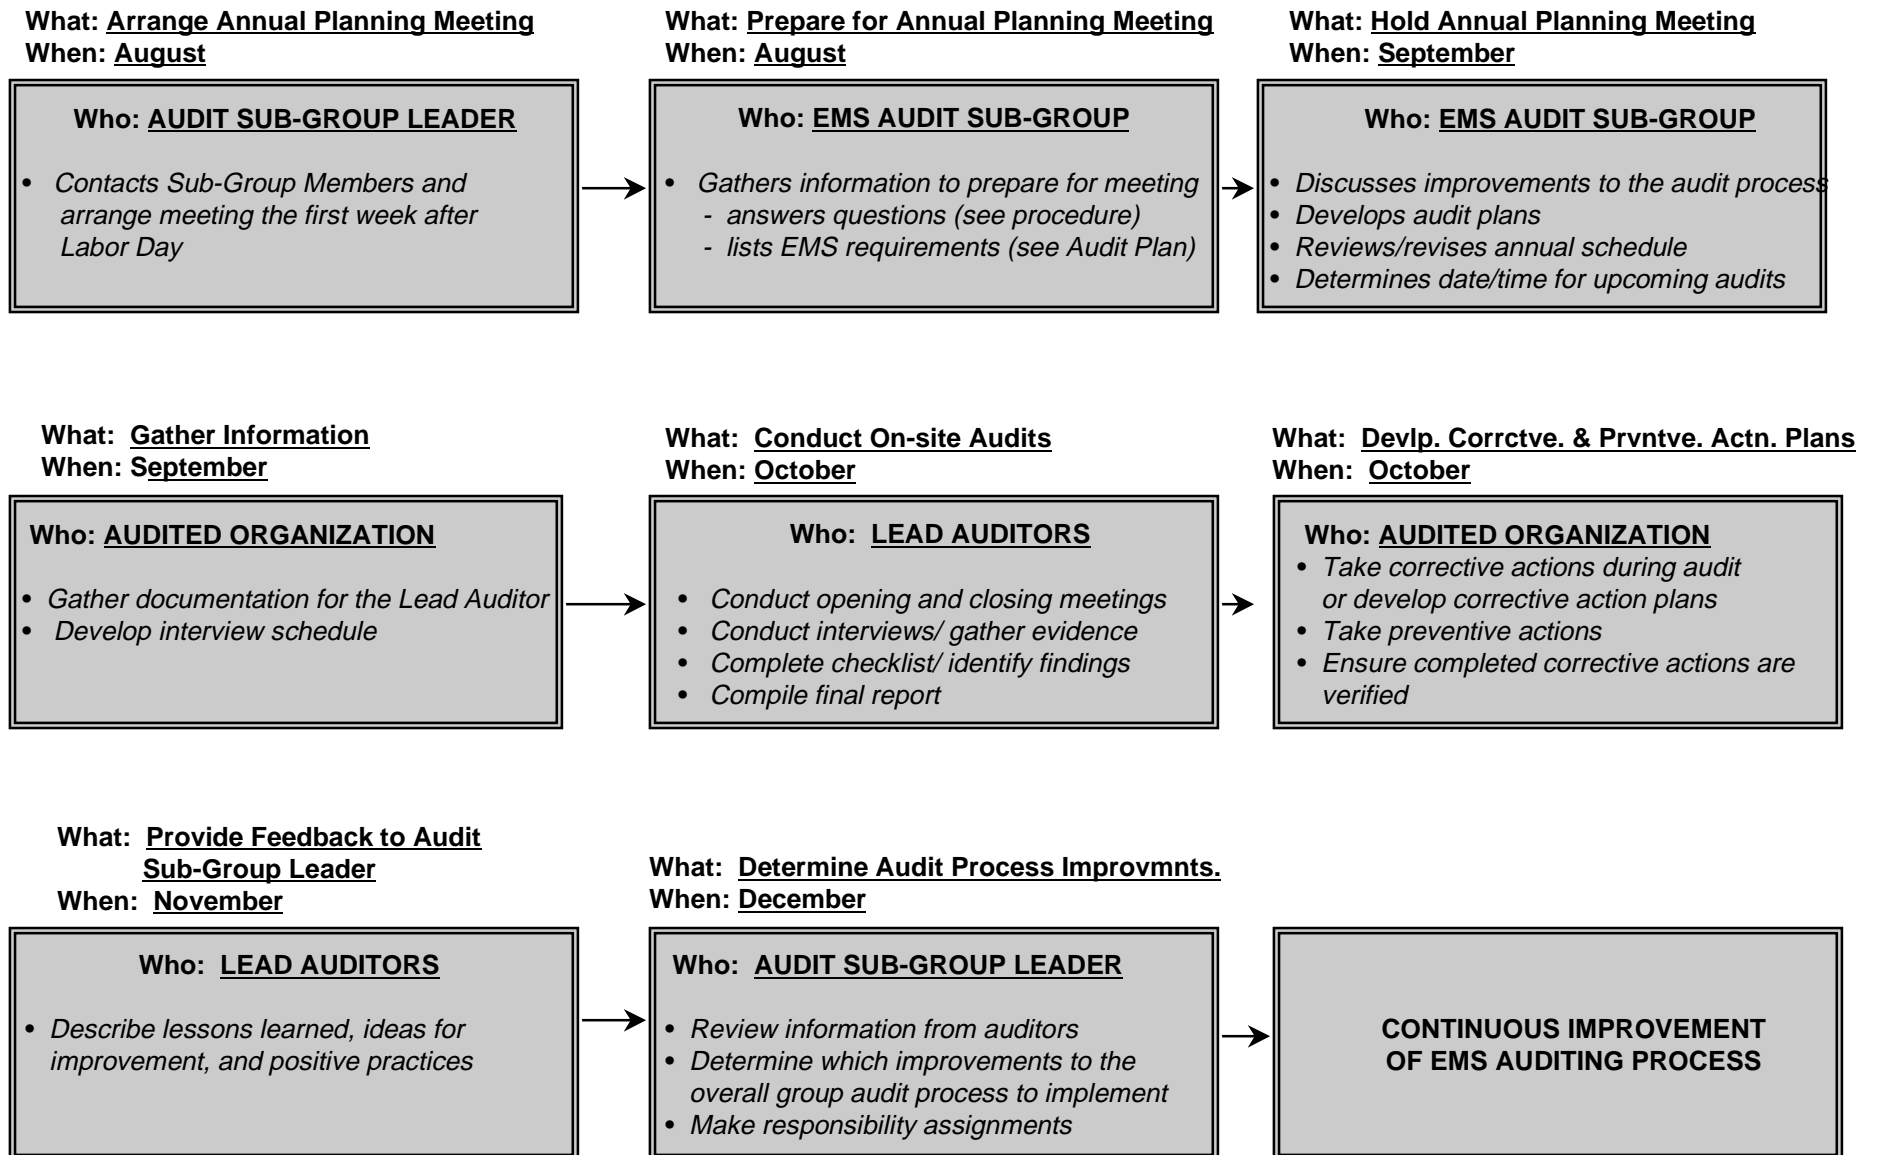 What: Arrange Annual Planning Meeting
When: August
Who: AUDIT SUB-GROUP LEADER
• Contacts Sub-Group Members and
arrange meeting the first week after
Labor Day
What: Prepare for Annual Planning Meeting
When: August
Who: EMS AUDIT SUB-GROUP
• Gathers information to prepare for meeting
- answers questions (see procedure)
- lists EMS requirements (see Audit Plan)
What: Hold Annual Planning Meeting
When: September
Who: EMS AUDIT SUB-GROUP
• Discusses improvements to the audit process
• Develops audit plans
• Reviews/revises annual schedule
• Determines date/time for upcoming audits
What: Gather Information
When: September
Who: AUDITED ORGANIZATION
• Gather documentation for the Lead Auditor
• Develop interview schedule
What: Conduct On-site Audits
When: October
Who: LEAD AUDITORS
• Conduct opening and closing meetings
• Conduct interviews/ gather evidence
• Complete checklist/ identify findings
• Compile final report
What: Devlp. Corrctve. & Prvntve. Actn. Plans
When: October
Who: AUDITED ORGANIZATION
• Take corrective actions during audit
or develop corrective action plans
• Take preventive actions
• Ensure completed corrective actions are
verified
What: Provide Feedback to Audit
Sub-Group Leader
When: November
Who: LEAD AUDITORS
• Describe lessons learned, ideas for
improvement, and positive practices
What: Determine Audit Process Improvmnts.
When: December
Who: AUDIT SUB-GROUP LEADER
• Review information from auditors
• Determine which improvements to the
overall group audit process to implement
• Make responsibility assignments
CONTINUOUS IMPROVEMENT
OF EMS AUDITING PROCESS